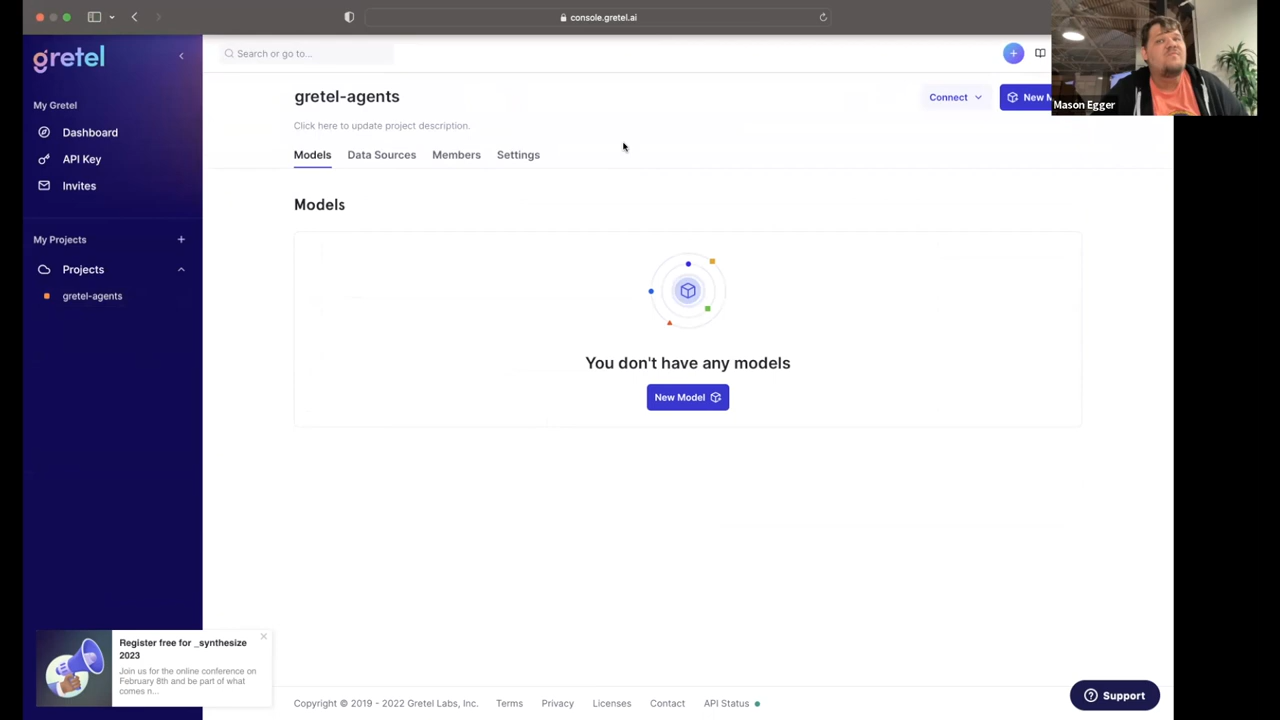 console.gretel.ai
gretel
Search or go to...
My Gretel
Dashboard
API Key
Invites
My Projects
Projects
gretel-agents
gretel-agents
Click here to update project description.
Connect
New M
Mason Egger
Models
Data Sources
Members
Settings
Models
You don't have any models
New Model
Register free for _synthesize
2023
Join us for the online conference on
February 8th and be part of what
comes n...
Copyright © 2019 - 2022 Gretel Labs, Inc.
Terms
Privacy
Licenses
Contact
API Status
Support